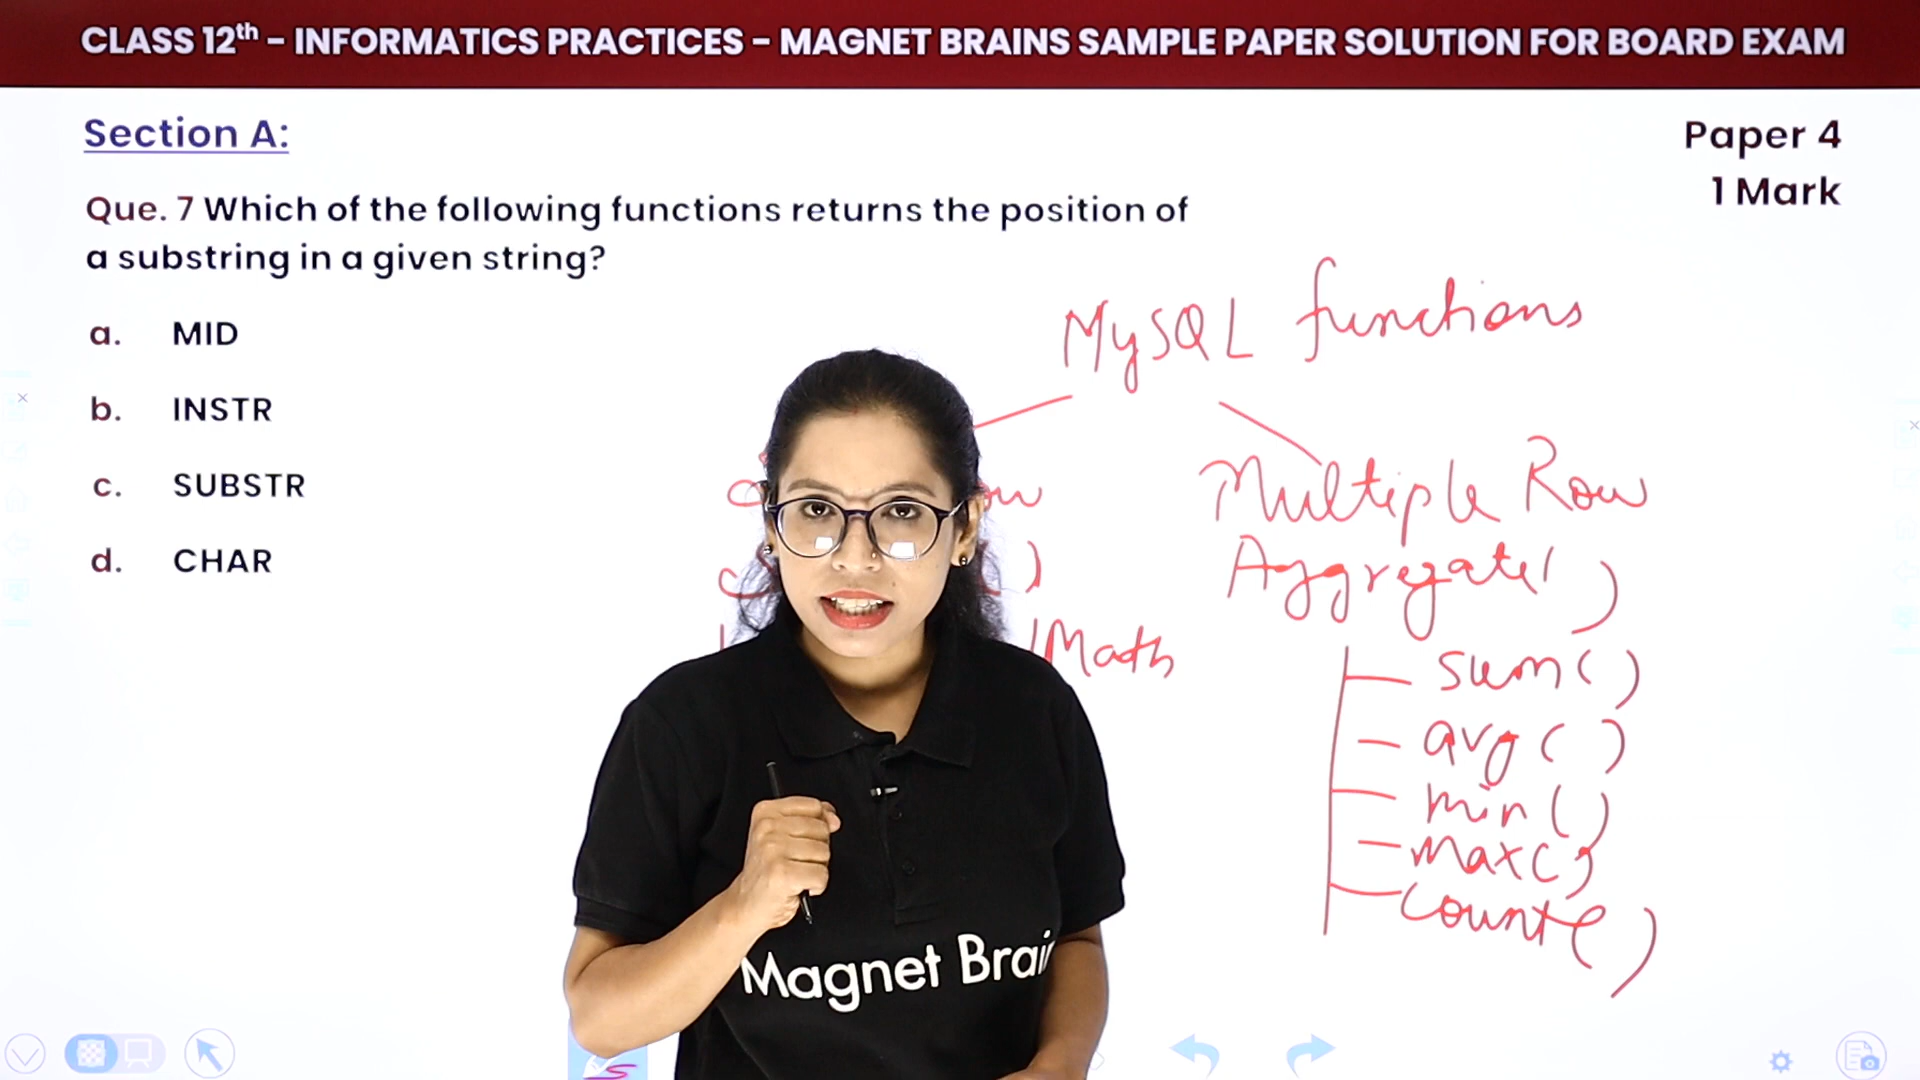 CLASS 12th - INFORMATICS PRACTICES - MAGNET BRAINS SAMPLE PAPER SOLUTION FOR BOARD EXAM
Section A:
Paper 4
1 Mark
Que. 7 Which of the following functions returns the position of
a substring in a given string?
a. MID
b. INSTR
c. SUBSTR
d. CHAR
MySQL functions
Multiple Row
Aggregate( )
Math
sum( )
avg( )
min( )
max( )
count( )
Magnet Brain